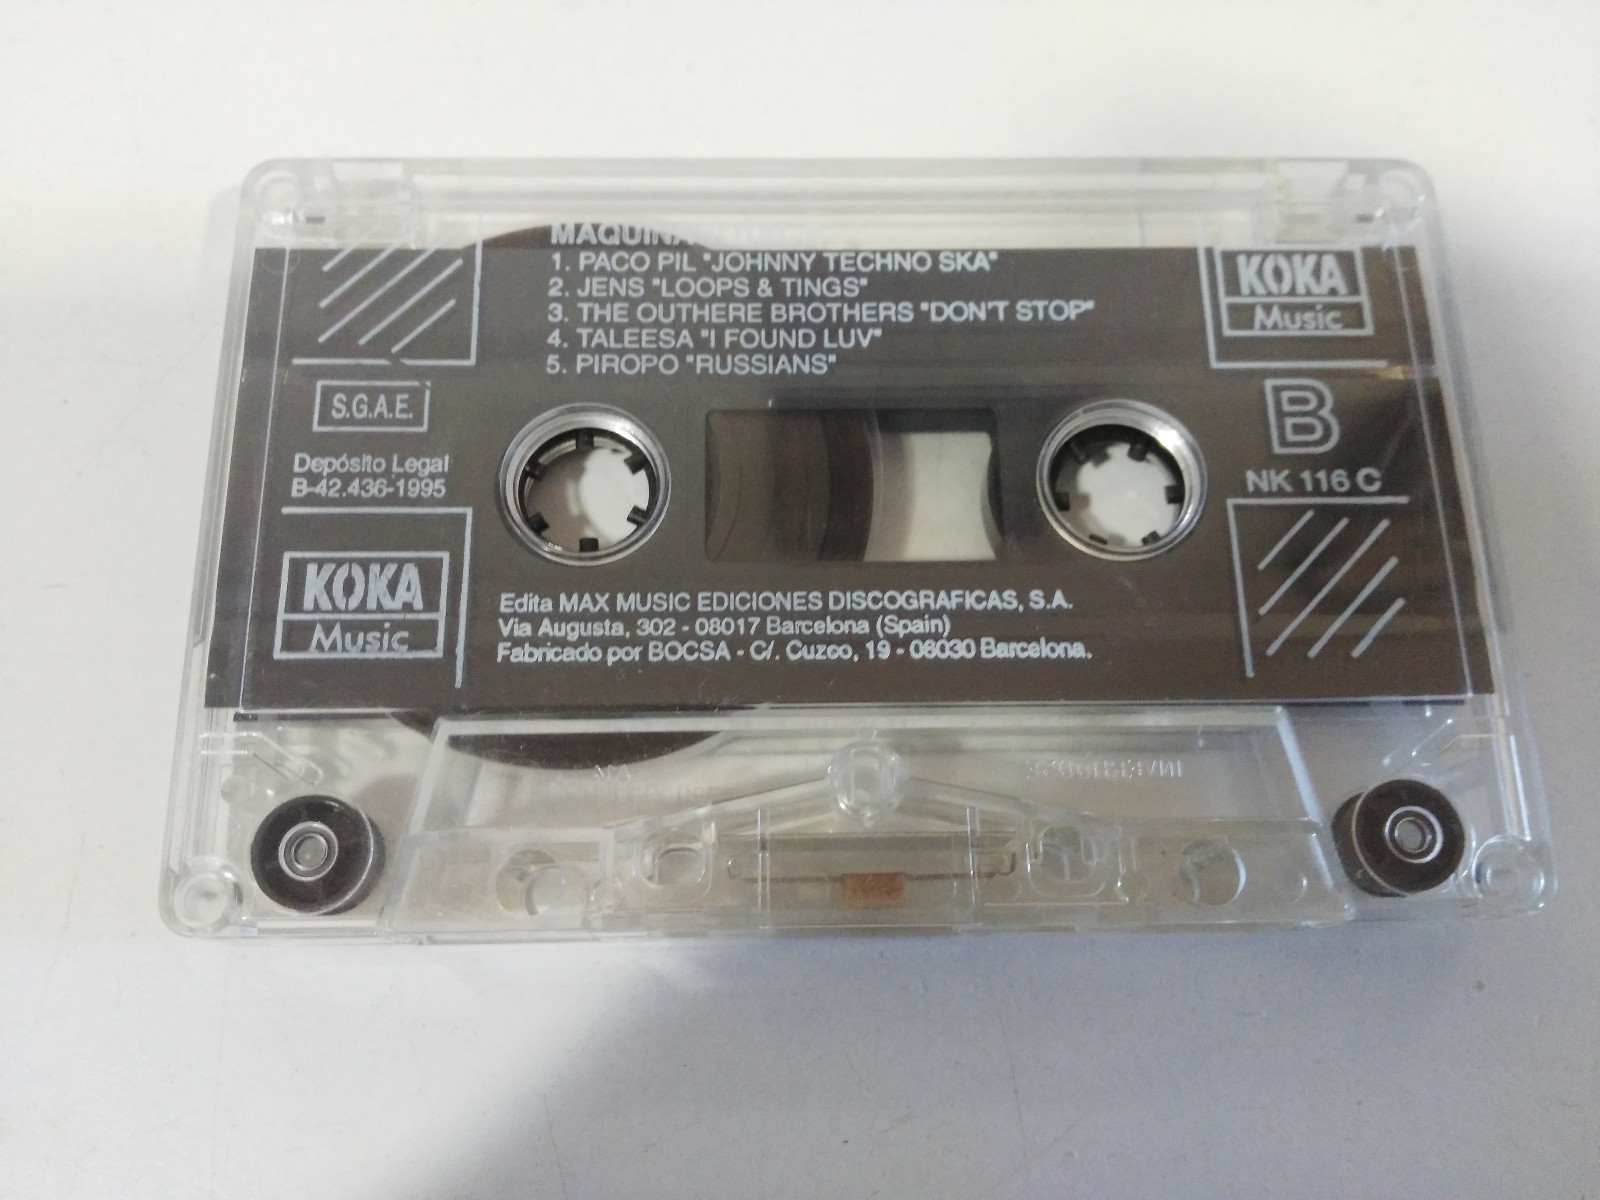 MAQUINA
1. PACO PIL "JOHNNY TECHNO SKA"
2. JENS "LOOPS & TINGS"
3. THE OUTHERE BROTHERS "DON'T STOP"
4. TALEESA "I FOUND LUV"
5. PIROPO "RUSSIANS"
KOKA
Music
S.G.A.E.
B
Depósito Legal
B-42.436-1995
NK 116 C
KOKA
Music
Edita MAX MUSIC EDICIONES DISCOGRAFICAS, S.A.
Via Augusta, 302 - 08017 Barcelona (Spain)
Fabricado por BOCSA - C/. Cuzco, 19 - 08030 Barcelona.